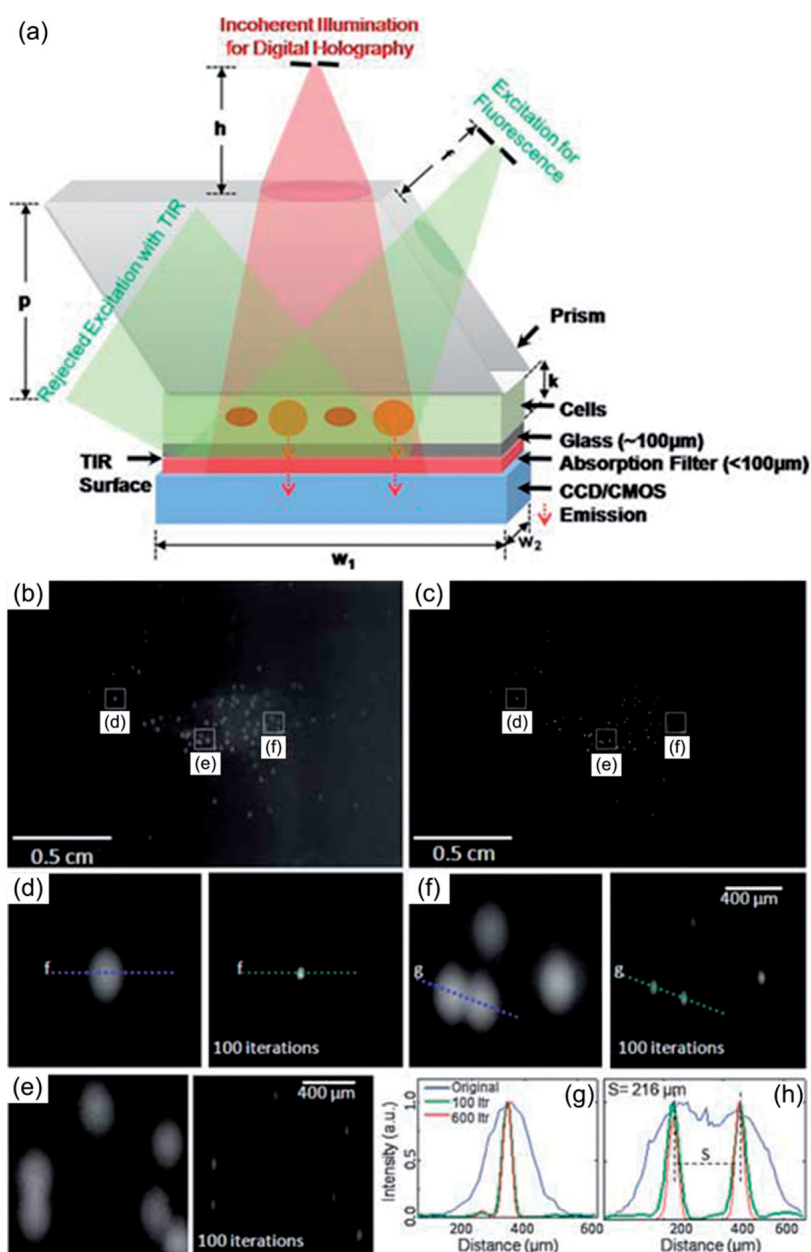 (a)
Incoherent Illumination
for Digital Holography
Excitation for
Fluorescence
h
f
p
Rejected Excitation with TIR
Prism
k
Cells
Glass (~100µm)
TIR
Surface
Absorption Filter (<100µm)
CCD/CMOS
Emission
w1
w2
(b)
(d)
(e)
(f)
0.5 cm
(c)
(d)
(e)
(f)
0.5 cm
(d)
f
f
100 iterations
(f)
g
400 µm
g
100 iterations
(e)
400 µm
100 iterations
(g)
Original
100 Itr
600 Itr
Intensity (a.u.)
1.0
0.5
0.0
200 400 600
Distance (µm)
(h)
S= 216 µm
S
200 400 600
Distance (µm)